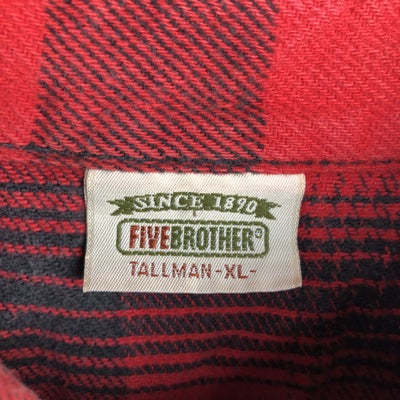 SINCE 1890
FIVEBROTHER®
TALLMAN -XL-